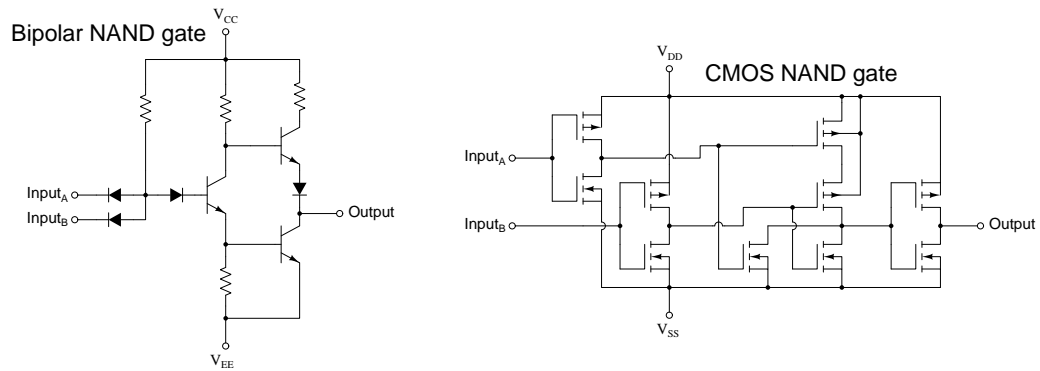 Bipolar NAND gate
VCC
InputA
InputB
Output
VEE
CMOS NAND gate
VDD
InputA
InputB
Output
VSS